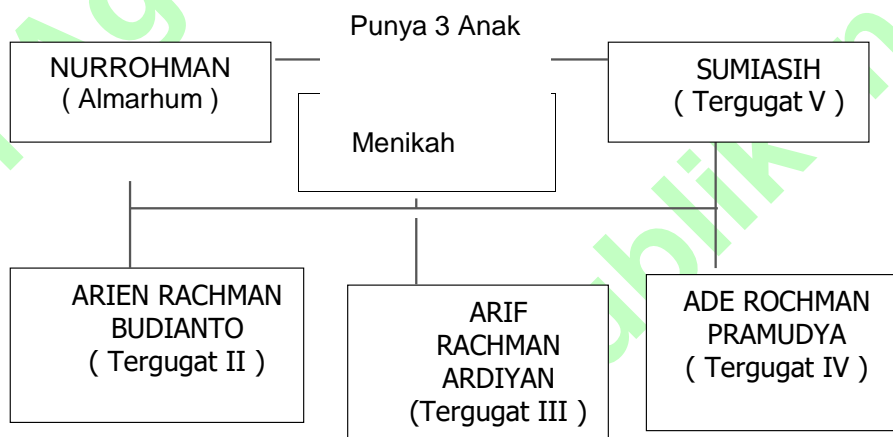 Punya 3 Anak
NURROHMAN
( Almarhum )
SUMIASIH
( Tergugat V )
Menikah
ARIEN RACHMAN
BUDIANTO
( Tergugat II )
ARIF
RACHMAN
ARDIYAN
(Tergugat III )
ADE ROCHMAN
PRAMUDYA
( Tergugat IV )